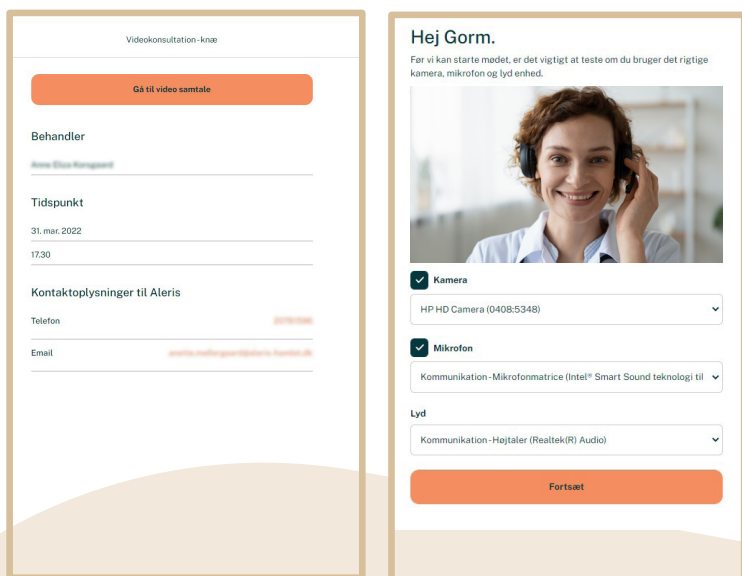 Videokonsultation - knæ
Gå til video samtale
Behandler
Tidspunkt
31. mar. 2022
17.30
Kontaktoplysninger til Aleris
Telefon
Email
Hej Gorm.
Før vi kan starte mødet, er det vigtigt at teste om du bruger det rigtige
kamera, mikrofon og lyd enhed.
Kamera
HP HD Camera (0408:5348)
Mikrofon
Kommunikation - Mikrofonmatrice (Intel® Smart Sound teknologi til
Lyd
Kommunikation - Højtaler (Realtek(R) Audio)
Fortsæt